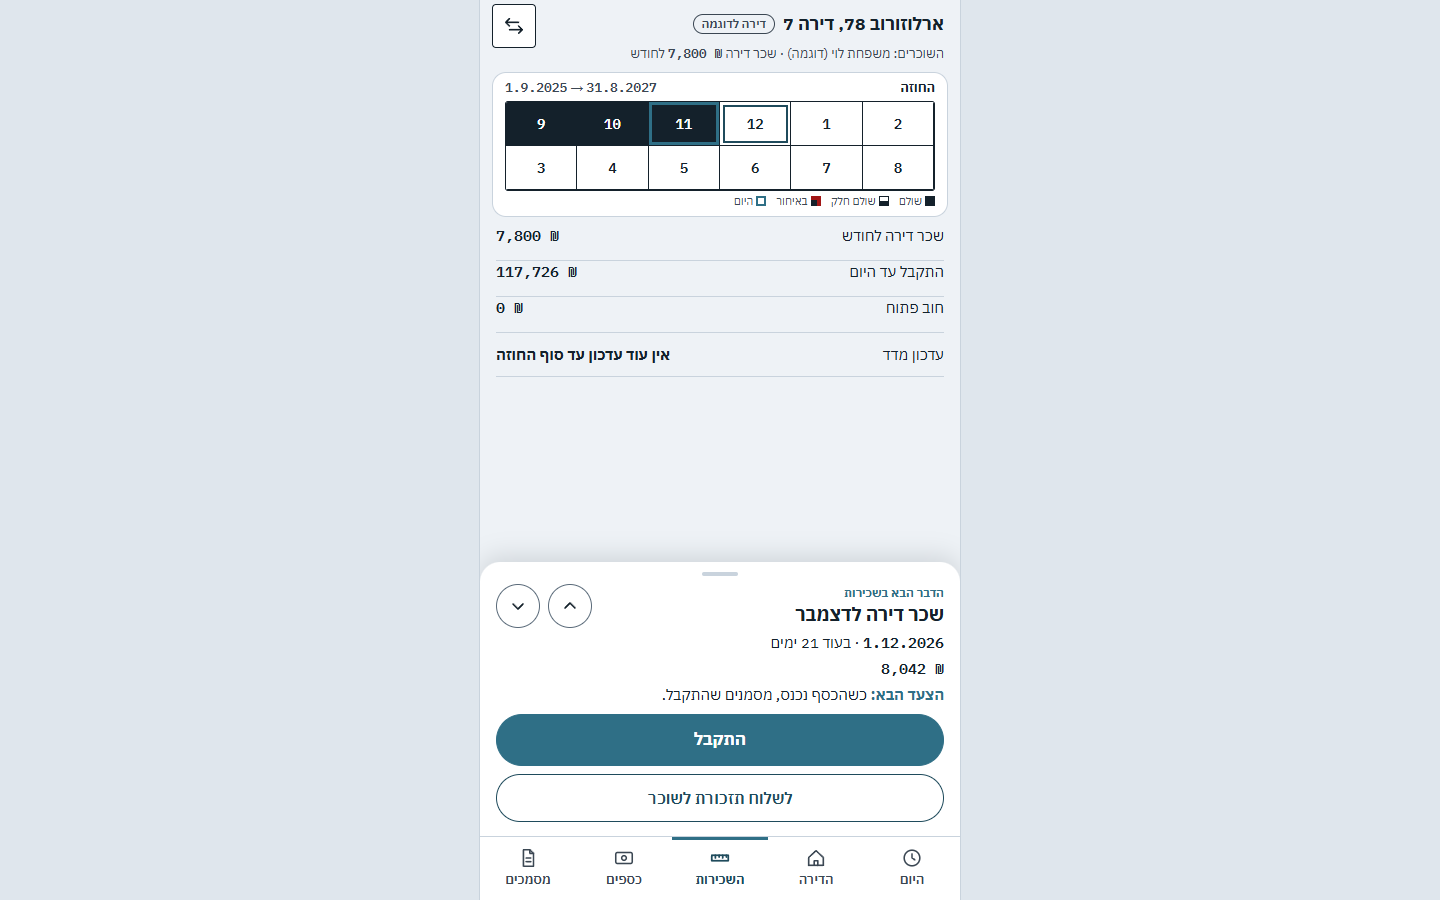 ארלוזורוב 78, דירה 7 דירה לדוגמה
השוכרים: משפחת לוי (דוגמה) · שכר דירה ₪ 7,800 לחודש
החוזה 1.9.2025 → 31.8.2027
9 10 11 12 1 2
3 4 5 6 7 8
שולם שולם חלק באיחור היום
שכר דירה לחודש ₪ 7,800
התקבל עד היום ₪ 117,726
חוב פתוח ₪ 0
עדכון מדד אין עוד עדכון עד סוף החוזה
הדבר הבא בשכירות
שכר דירה לדצמבר
1.12.2026 · בעוד 21 ימים
₪ 8,042
הצעד הבא: כשהכסף נכנס, מסמנים שהתקבל.
התקבל
לשלוח תזכורת לשוכר
היום הדירה השכירות כספים מסמכים